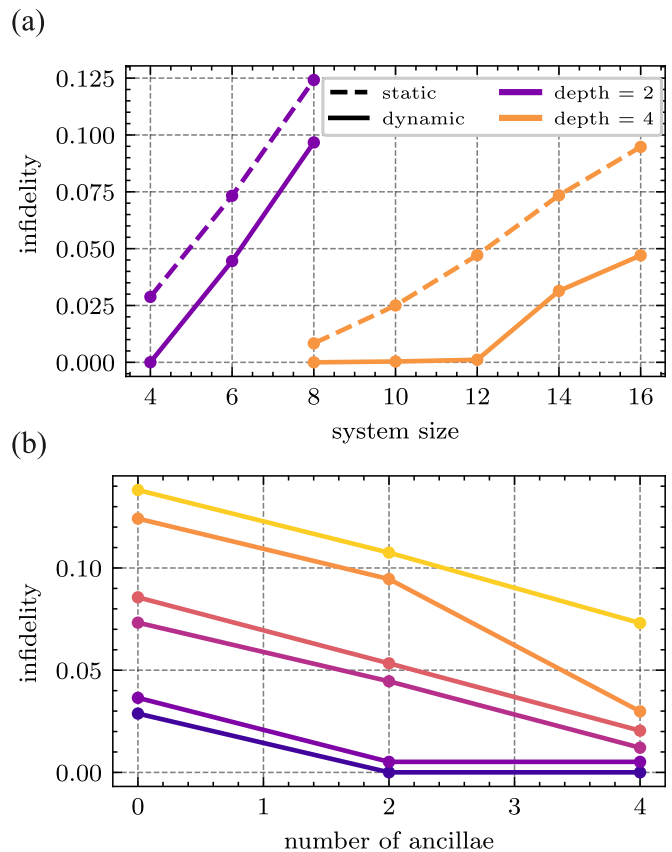 (a)
0.125
0.100
0.075
0.050
0.025
0.000
infidelity
static
dynamic
depth = 2
depth = 4
4 6 8 10 12 14 16
system size
(b)
0.10
0.05
0.00
infidelity
0 1 2 3 4
number of ancillae